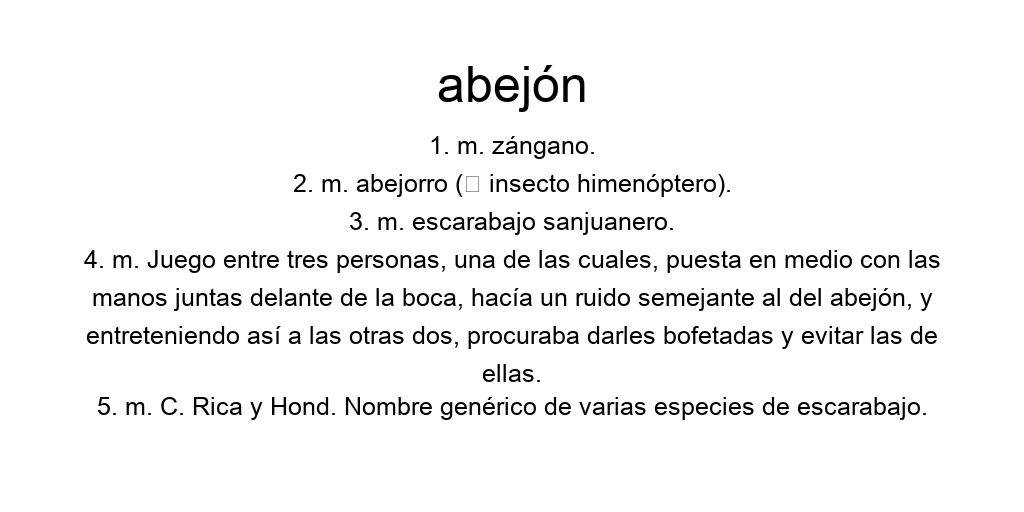 abejón
1. m. zángano.
2. m. abejorro (□ insecto himenóptero).
3. m. escarabajo sanjuanero.
4. m. Juego entre tres personas, una de las cuales, puesta en medio con las
manos juntas delante de la boca, hacía un ruido semejante al del abejón, y
entreteniendo así a las otras dos, procuraba darles bofetadas y evitar las de
ellas.
5. m. C. Rica y Hond. Nombre genérico de varias especies de escarabajo.